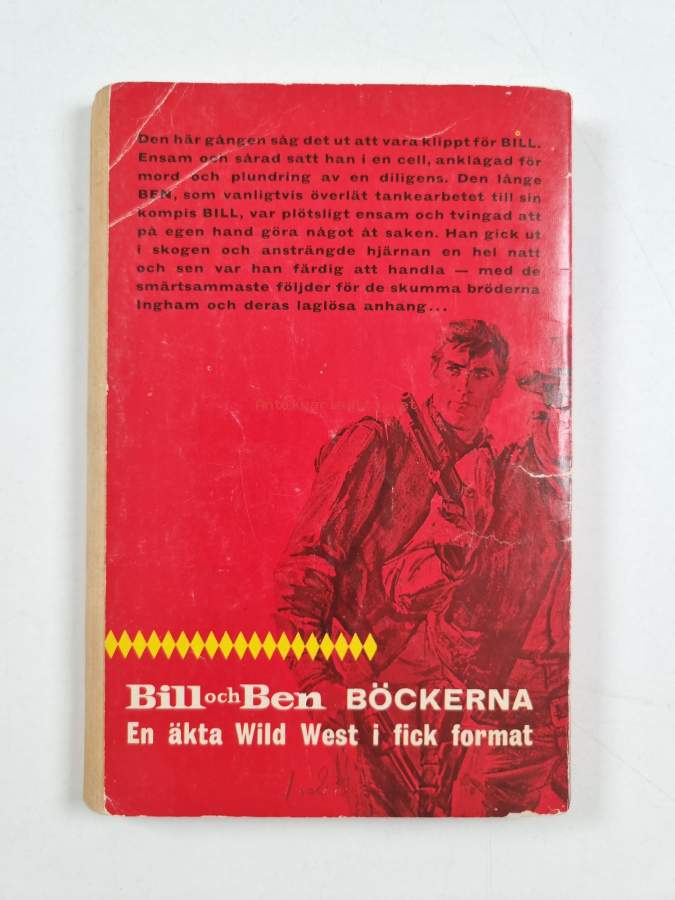 Den här gången såg det ut att vara klippt för BILL.
Ensam och sårad satt han i en cell, anklagad för
mord och plundring av en diligens. Den långe
BEN, som vanligtvis överlät tankearbetet till sin
kompis BILL, var plötsligt ensam och tvingad att
på egen hand göra något åt saken. Han gick ut
i skogen och ansträngde hjärnan en hel natt
och sen var han färdig att handla — med de
smärtsammaste följder för de skumma bröderna
Ingham och deras laglösa anhang...
Bill och Ben BÖCKERNA
En äkta Wild West i fick format